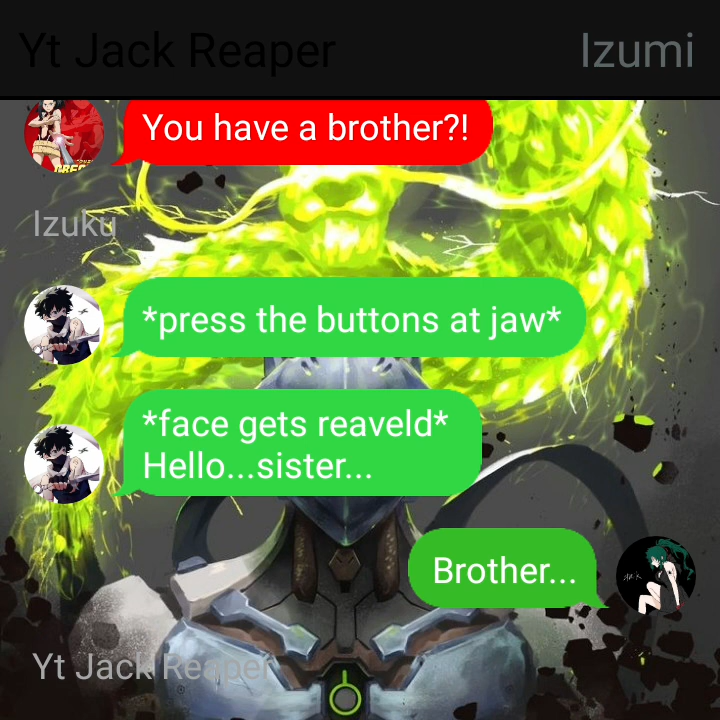 Yt Jack Reaper
Izumi
You have a brother?!
Izuku
*press the buttons at jaw*
*face gets reaveld*
Hello...sister...
Brother...
Yt Jack Reaper